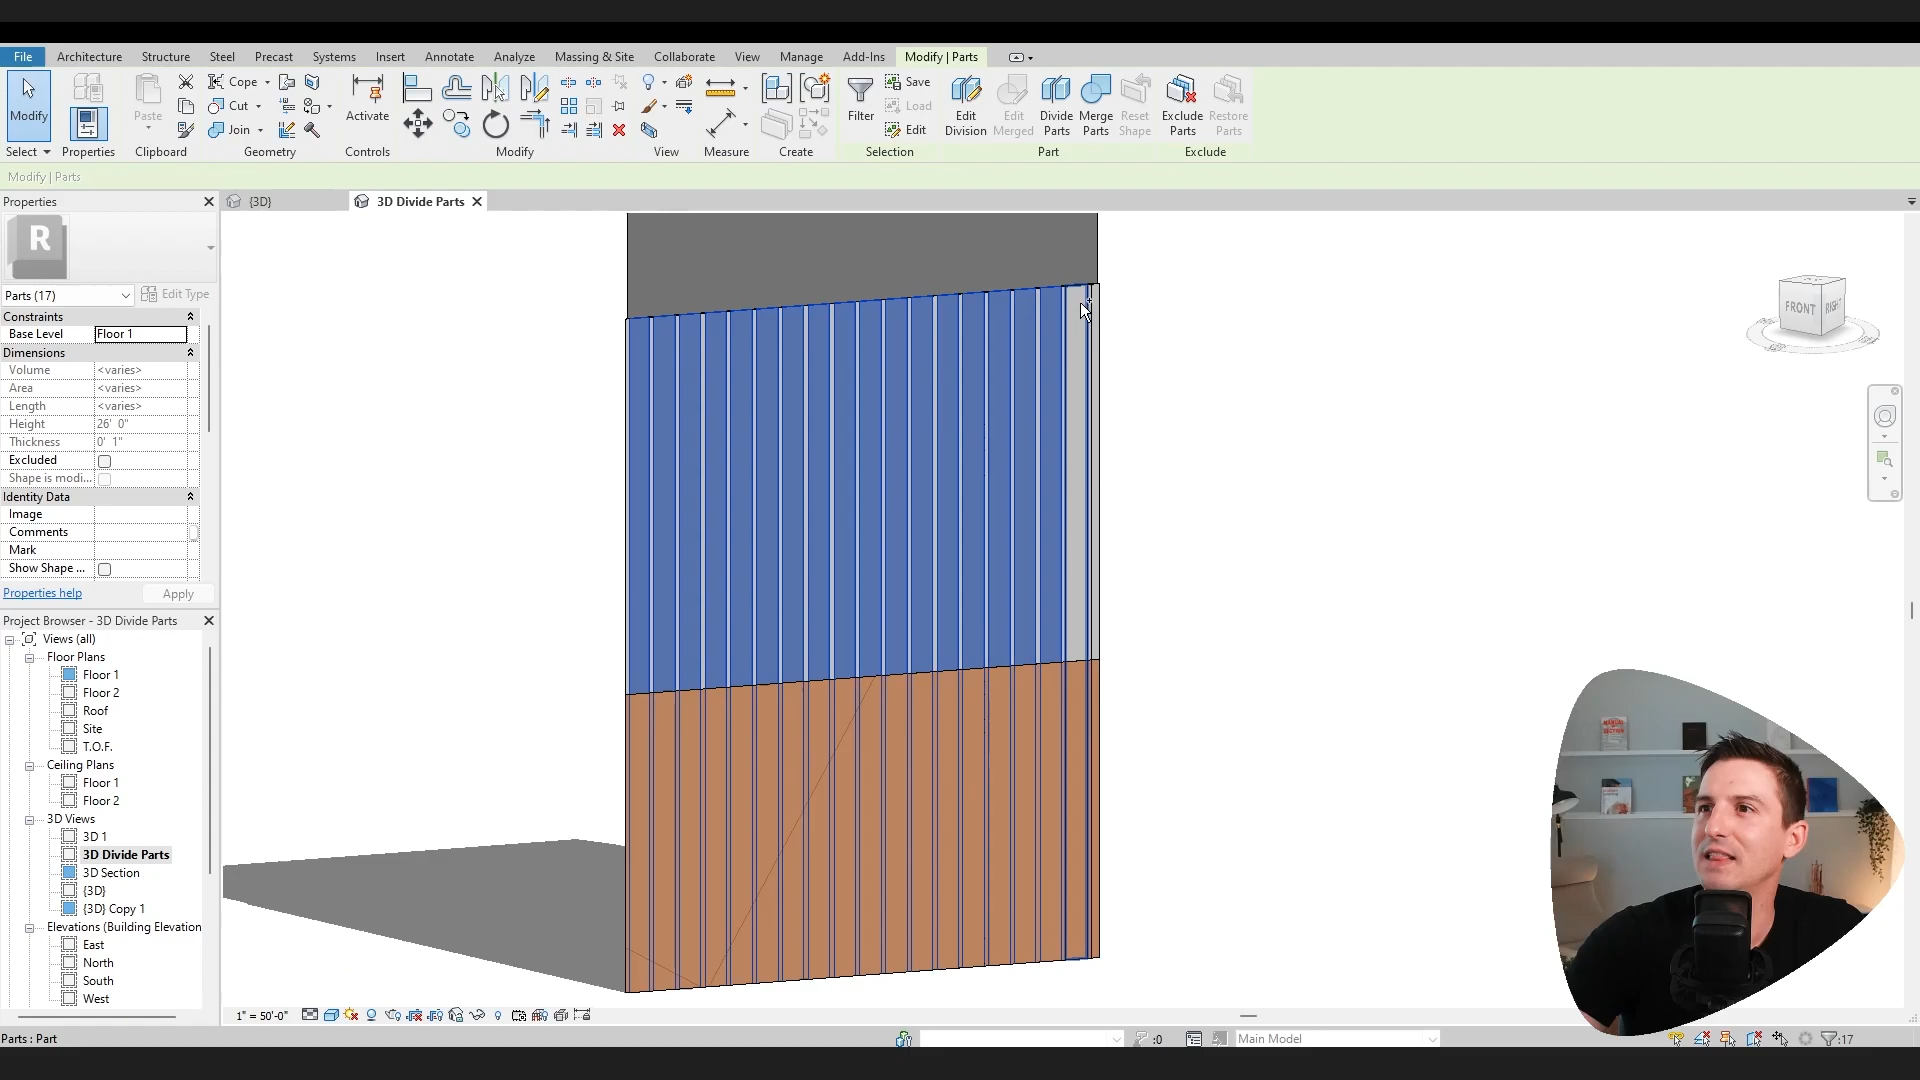 File Architecture Structure Steel Precast Systems Insert Annotate Analyze Massing & Site Collaborate View Manage Add-Ins Modify | Parts
Modify
Paste
Cope
Cut
Join
Activate
Filter
Save
Load
Edit
Edit Division
Edit Merged
Divide Parts
Merge Parts
Reset Shape
Exclude Parts
Restore Parts
Select Properties Clipboard Geometry Controls Modify View Measure Create Selection Part Exclude
Modify | Parts
Properties
{3D}
3D Divide Parts
R
Parts (17) Edit Type
Constraints
Base Level Floor 1
Dimensions
Volume <varies>
Area <varies>
Length <varies>
Height 26' 0"
Thickness 0' 1"
Excluded
Shape is modi...
Identity Data
Image
Comments
Mark
Show Shape ...
Properties help Apply
Project Browser - 3D Divide Parts
Views (all)
Floor Plans
Floor 1
Floor 2
Roof
Site
T.O.F.
Ceiling Plans
Floor 1
Floor 2
3D Views
3D 1
3D Divide Parts
3D Section
{3D}
{3D} Copy 1
Elevations (Building Elevation
East
North
South
West
FRONT RIGHT
1" = 50'-0"
Parts : Part
:0
Main Model
:17